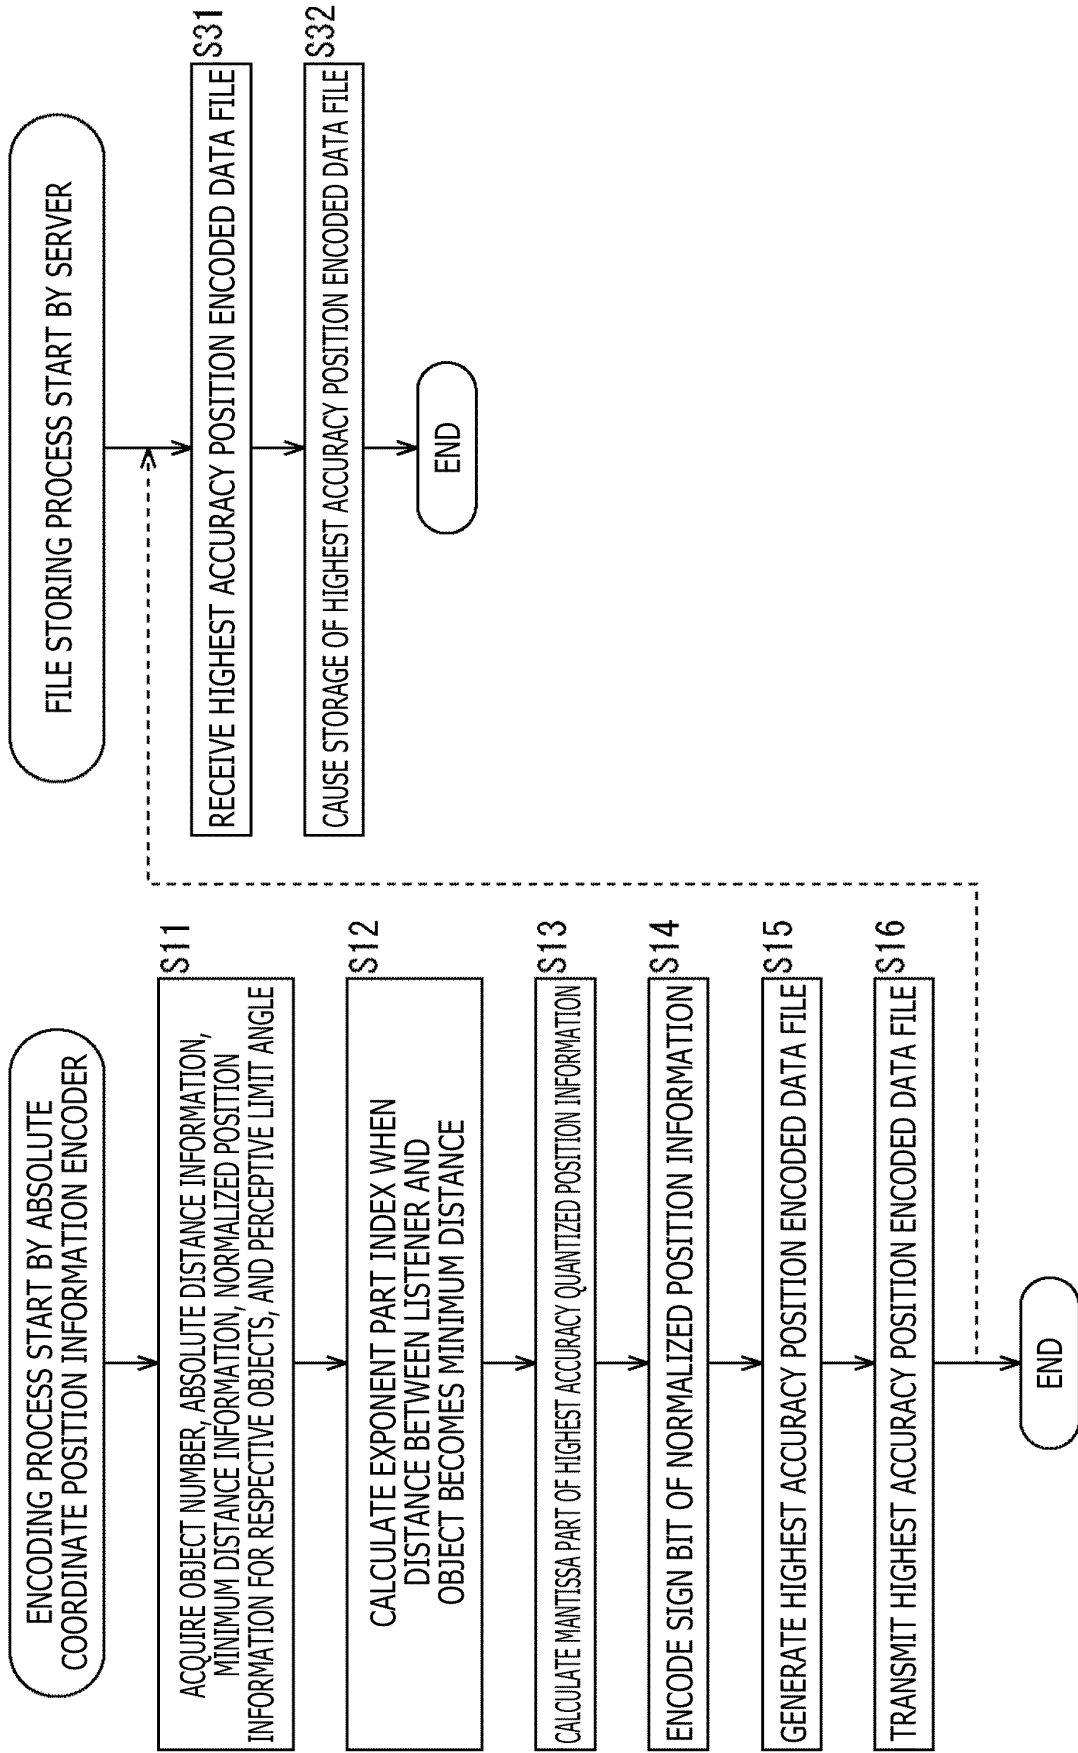 ENCODING PROCESS START BY ABSOLUTE
COORDINATE POSITION INFORMATION ENCODER
S11
ACQUIRE OBJECT NUMBER, ABSOLUTE DISTANCE INFORMATION,
MINIMUM DISTANCE INFORMATION, NORMALIZED POSITION
INFORMATION FOR RESPECTIVE OBJECTS, AND PERCEPTIVE LIMIT ANGLE
S12
CALCULATE EXPONENT PART INDEX WHEN
DISTANCE BETWEEN LISTENER AND
OBJECT BECOMES MINIMUM DISTANCE
S13
CALCULATE MANTISSA PART OF HIGHEST ACCURACY QUANTIZED POSITION INFORMATION
S14
ENCODE SIGN BIT OF NORMALIZED POSITION INFORMATION
S15
GENERATE HIGHEST ACCURACY POSITION ENCODED DATA FILE
S16
TRANSMIT HIGHEST ACCURACY POSITION ENCODED DATA FILE
END
FILE STORING PROCESS START BY SERVER
S31
RECEIVE HIGHEST ACCURACY POSITION ENCODED DATA FILE
S32
CAUSE STORAGE OF HIGHEST ACCURACY POSITION ENCODED DATA FILE
END